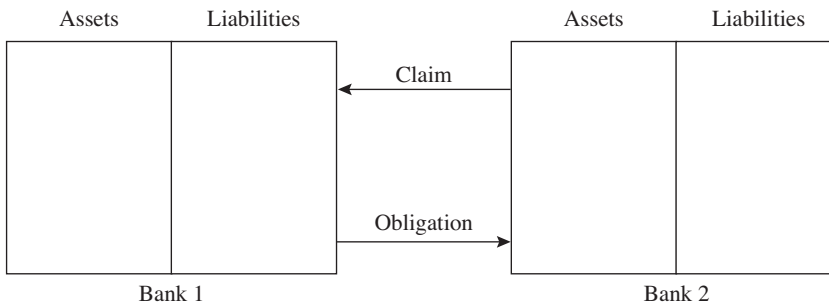 Assets Liabilities Assets Liabilities
Claim
Obligation
Bank 1 Bank 2